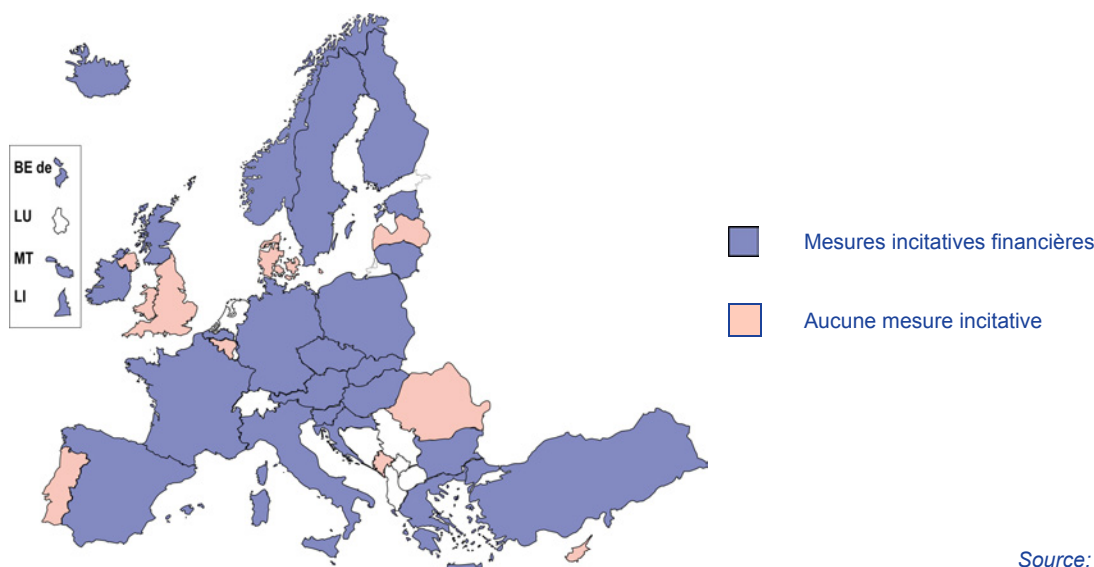 BE de
LU
MT
LI
Mesures incitatives financières
Aucune mesure incitative
Source: